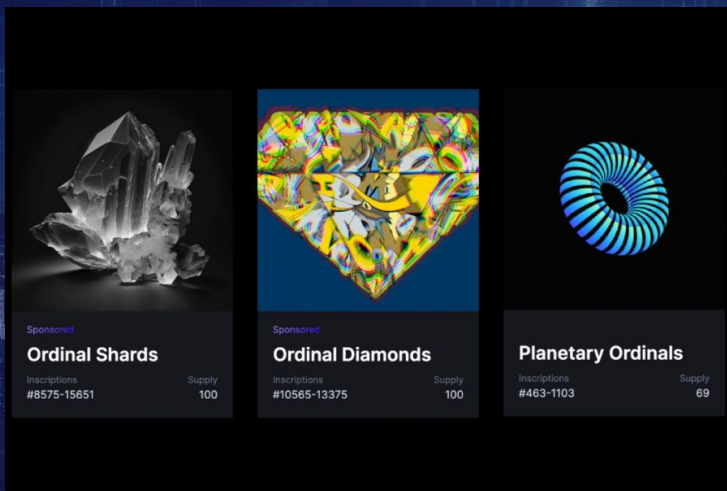 Sponsored
Ordinal Shards
Inscriptions Supply
#8575-15651 100
Sponsored
Ordinal Diamonds
Inscriptions Supply
#10565-13375 100
Planetary Ordinals
Inscriptions Supply
#463-1103 69